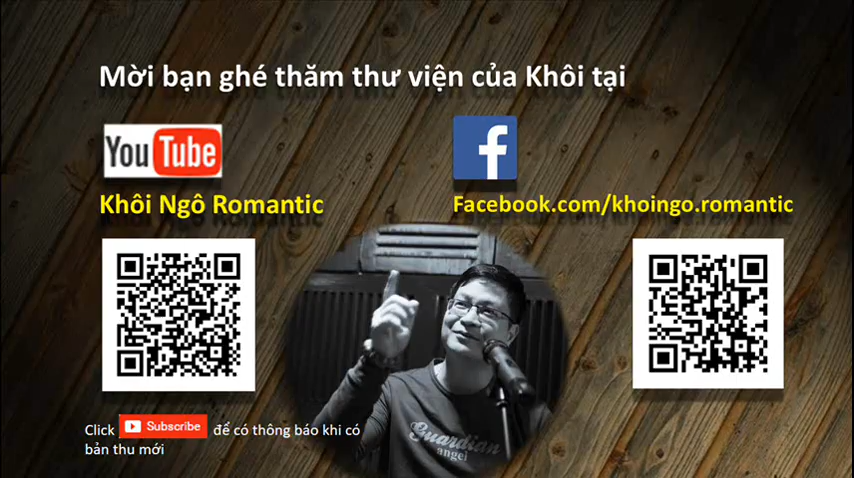 Mời bạn ghé thăm thư viện của Khôi tại
YouTube
f
Khôi Ngô Romantic
Facebook.com/khoingo.romantic
Guardian
angel
Click Subscribe để có thông báo khi có
bản thu mới